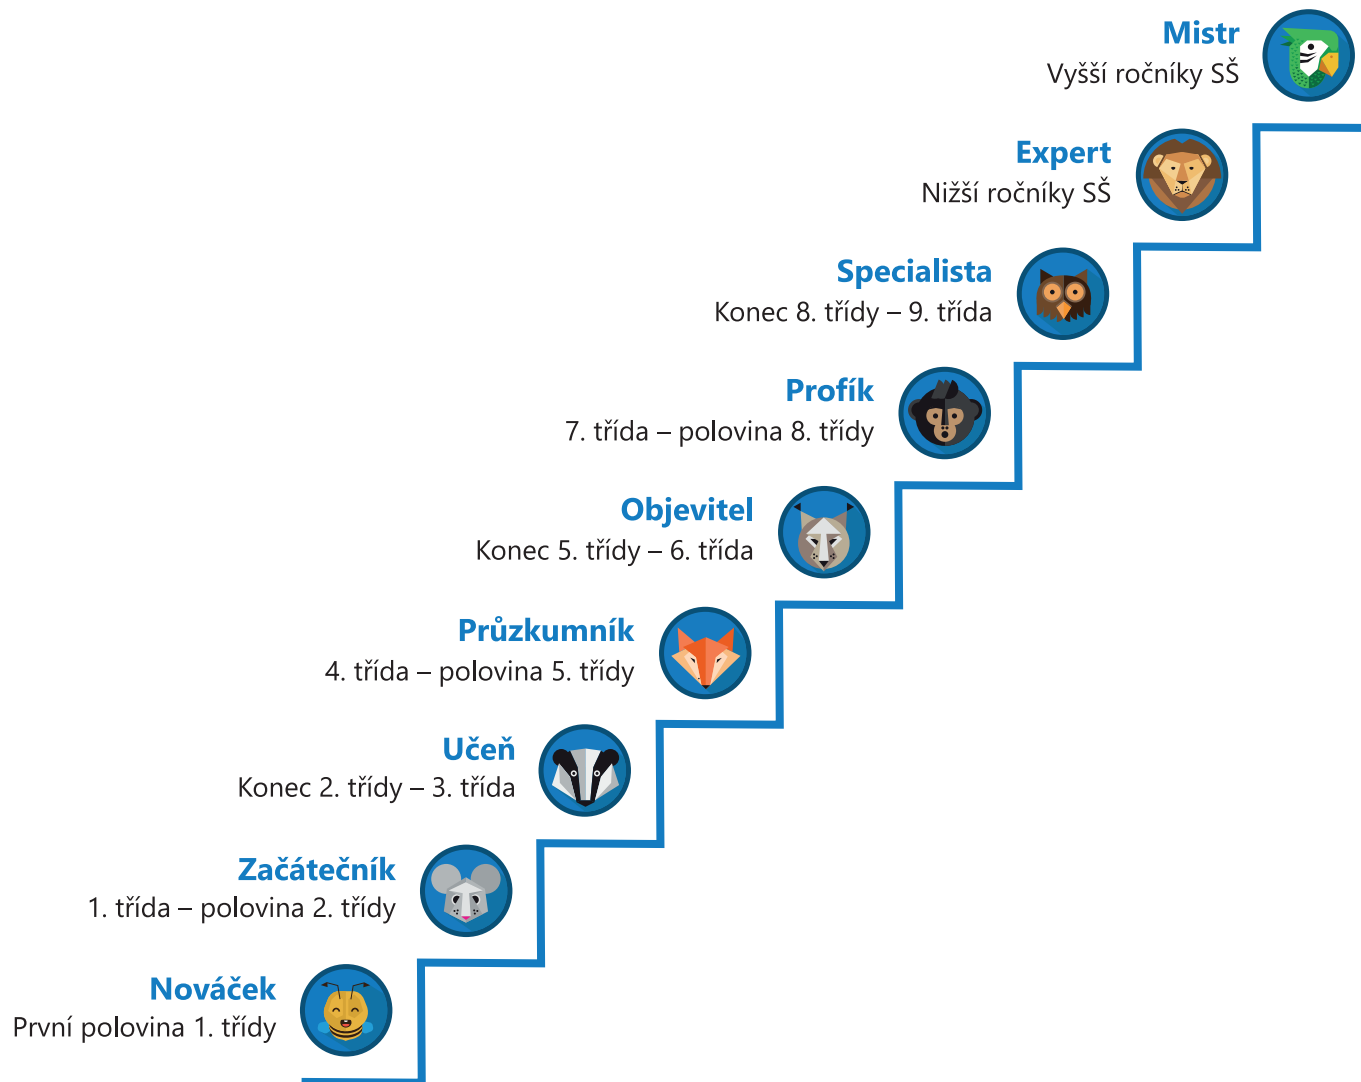 Mistr
Vyšší ročníky SŠ
Expert
Nižší ročníky SŠ
Specialista
Konec 8. třídy – 9. třída
Profík
7. třída – polovina 8. třídy
Objevitel
Konec 5. třídy – 6. třída
Průzkumník
4. třída – polovina 5. třídy
Učeň
Konec 2. třídy – 3. třída
Začátečník
1. třída – polovina 2. třídy
Nováček
První polovina 1. třídy